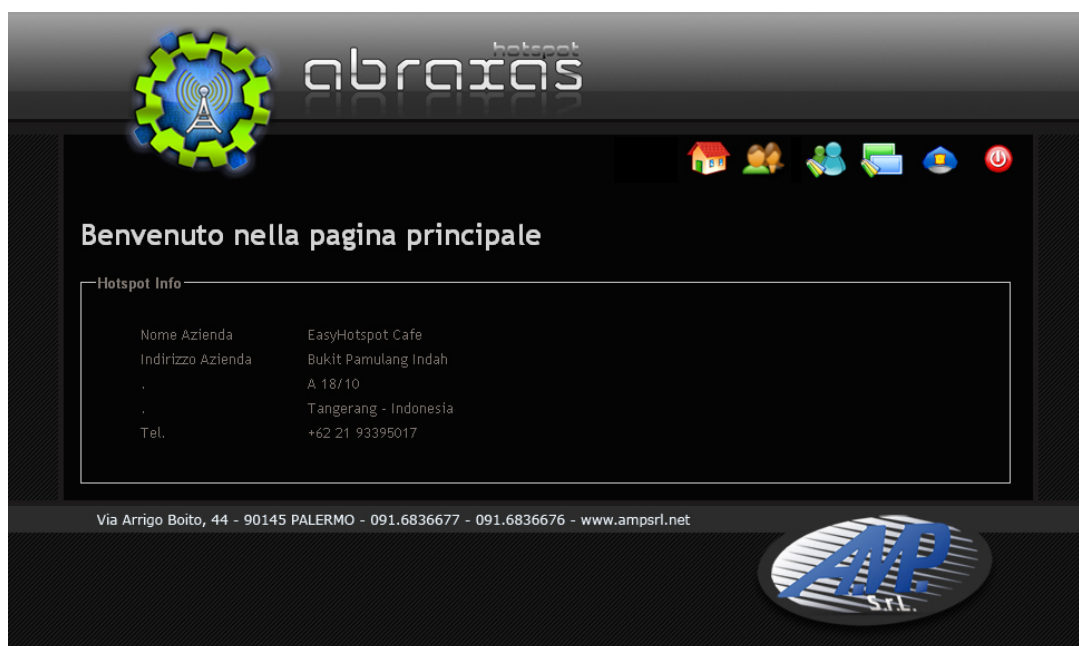 hotspot
abraxas
Benvenuto nella pagina principale
Hotspot Info
Nome Azienda EasyHotspot Cafe
Indirizzo Azienda Bukit Pamulang Indah
. A 18/10
. Tangerang - Indonesia
Tel. +62 21 93395017
Via Arrigo Boito, 44 - 90145 PALERMO - 091.6836677 - 091.6836676 - www.ampsrl.net
A.M.P.
S.r.L.